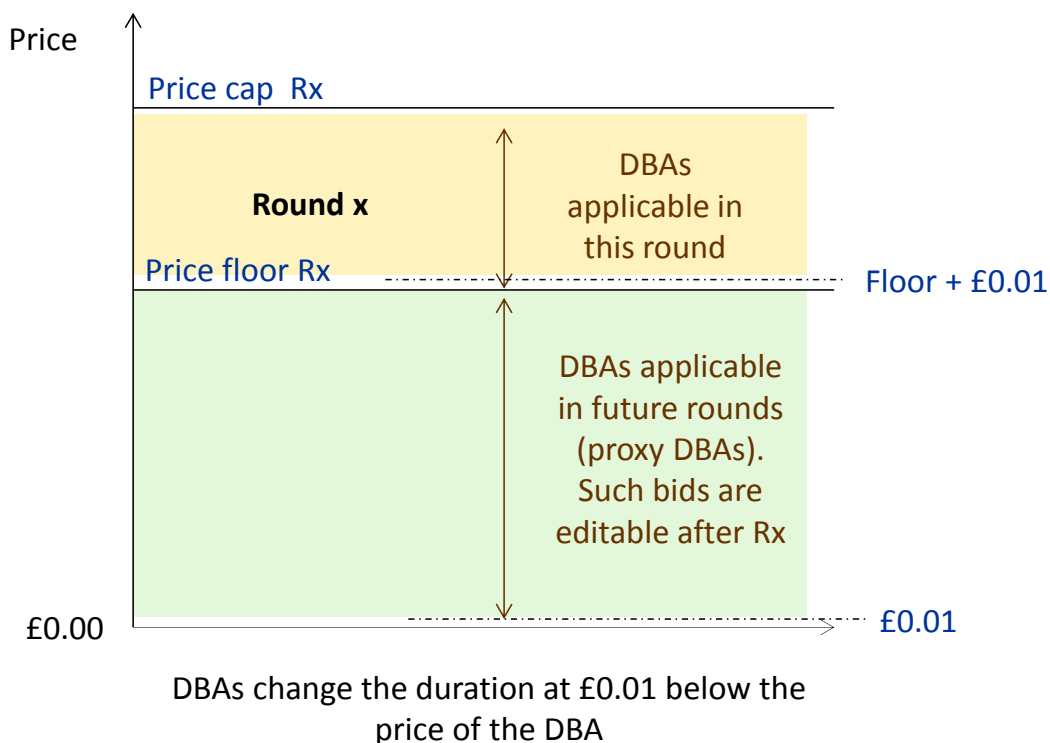 Price
Price cap Rx
DBAs
applicable in
this round
Round x
Price floor Rx
Floor + £0.01
DBAs applicable
in future rounds
(proxy DBAs).
Such bids are
editable after Rx
£0.00
£0.01
DBAs change the duration at £0.01 below the
price of the DBA